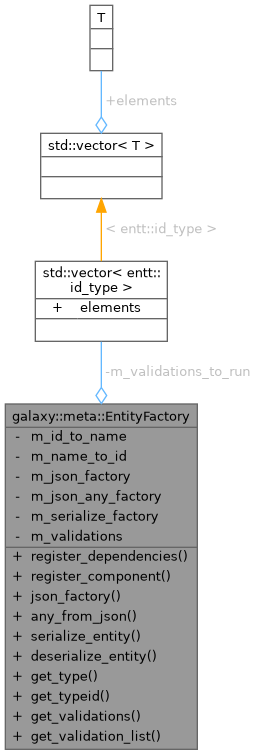 T
+elements
std::vector< T >
< entt::id_type >
std::vector< entt::
id_type >
+ elements
-m_validations_to_run
galaxy::meta::EntityFactory
- m_id_to_name
- m_name_to_id
- m_json_factory
- m_json_any_factory
- m_serialize_factory
- m_validations
+ register_dependencies()
+ register_component()
+ json_factory()
+ any_from_json()
+ serialize_entity()
+ deserialize_entity()
+ get_type()
+ get_typeid()
+ get_validations()
+ get_validation_list()